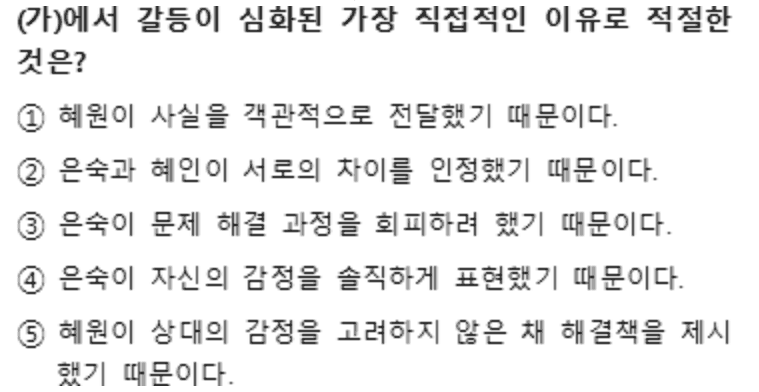 (가)에서 갈등이 심화된 가장 직접적인 이유로 적절한
것은?
① 혜원이 사실을 객관적으로 전달했기 때문이다.
② 은숙과 혜인이 서로의 차이를 인정했기 때문이다.
③ 은숙이 문제 해결 과정을 회피하려 했기 때문이다.
④ 은숙이 자신의 감정을 솔직하게 표현했기 때문이다.
⑤ 혜원이 상대의 감정을 고려하지 않은 채 해결책을 제시
했기 때문이다.